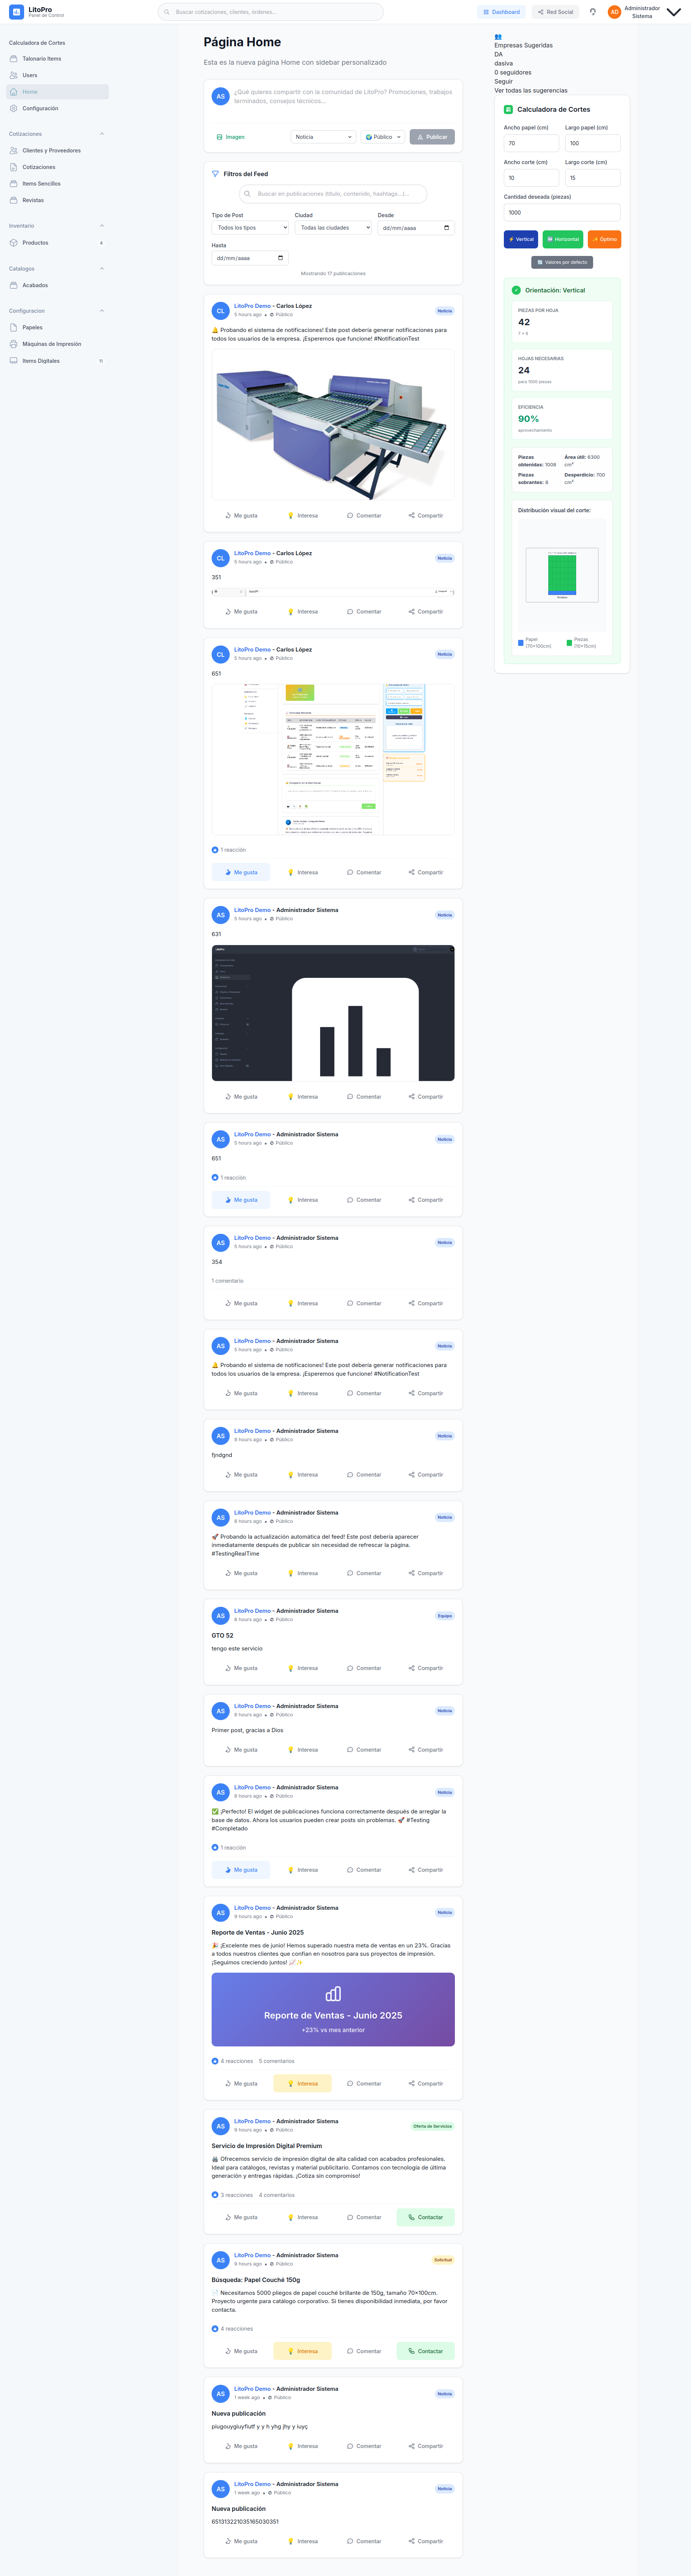 LitoPro
Panel de Control
Buscar cotizaciones, clientes, órdenes...
Dashboard
Red Social
AD
Administrador
Sistema
Calculadora de Cortes
Talonario Items
Users
Home
Configuración
Cotizaciones
Clientes y Proveedores
Cotizaciones
Items Sencillos
Revistas
Inventario
Productos
Catalogos
Acabados
Configuracion
Papeles
Máquinas de Impresión
Items Digitales
11
Página Home
Esta es la nueva página Home con sidebar personalizado
AS
¿Qué quieres compartir con la comunidad de LitoPro? Promociones, trabajos
terminados, consejos técnicos...
Imagen
Noticia
Público
Publicar
Filtros del Feed
Buscar en publicaciones (título, contenido, hashtags...)...
Tipo de Post
Ciudad
Desde
Todos los tipos
Todas las ciudades
dd/mm/aaaa
Hasta
dd/mm/aaaa
Mostrando 17 publicaciones
CL
LitoPro Demo - Carlos López
Noticia
5 hours ago • Público
🔔 Probando el sistema de notificaciones! Este post debería generar notificaciones para
todos los usuarios de la empresa. ¡Esperemos que funcione! #NotificationTest
Me gusta
💡 Interesa
Comentar
Compartir
CL
LitoPro Demo - Carlos López
Noticia
5 hours ago • Público
351
Me gusta
💡 Interesa
Comentar
Compartir
CL
LitoPro Demo - Carlos López
Noticia
5 hours ago • Público
651
1 reacción
Me gusta
💡 Interesa
Comentar
Compartir
AS
LitoPro Demo - Administrador Sistema
Noticia
5 hours ago • Público
631
LitoPro
Me gusta
💡 Interesa
Comentar
Compartir
AS
LitoPro Demo - Administrador Sistema
Noticia
5 hours ago • Público
651
1 reacción
Me gusta
💡 Interesa
Comentar
Compartir
AS
LitoPro Demo - Administrador Sistema
Noticia
5 hours ago • Público
354
1 comentario
Me gusta
💡 Interesa
Comentar
Compartir
AS
LitoPro Demo - Administrador Sistema
Noticia
5 hours ago • Público
🔔 Probando el sistema de notificaciones! Este post debería generar notificaciones para
todos los usuarios de la empresa. ¡Esperemos que funcione! #NotificationTest
Me gusta
💡 Interesa
Comentar
Compartir
AS
LitoPro Demo - Administrador Sistema
Noticia
8 hours ago • Público
fjndgnd
Me gusta
💡 Interesa
Comentar
Compartir
AS
LitoPro Demo - Administrador Sistema
Noticia
8 hours ago • Público
🚀 Probando la actualización automática del feed! Este post debería aparecer
inmediatamente después de publicar sin necesidad de refrescar la página.
#TestingRealTime
Me gusta
💡 Interesa
Comentar
Compartir
AS
LitoPro Demo - Administrador Sistema
Equipo
8 hours ago • Público
GTO 52
tengo este servicio
Me gusta
💡 Interesa
Comentar
Compartir
AS
LitoPro Demo - Administrador Sistema
Noticia
8 hours ago • Público
Primer post, gracias a Dios
Me gusta
💡 Interesa
Comentar
Compartir
AS
LitoPro Demo - Administrador Sistema
Noticia
8 hours ago • Público
✅ ¡Perfecto! El widget de publicaciones funciona correctamente después de arreglar la
base de datos. Ahora los usuarios pueden crear posts sin problemas. 🚀 #Testing
#Completado
1 reacción
Me gusta
💡 Interesa
Comentar
Compartir
AS
LitoPro Demo - Administrador Sistema
Noticia
9 hours ago • Público
Reporte de Ventas - Junio 2025
🎉 ¡Excelente mes de junio! Hemos superado nuestra meta de ventas en un 23%. Gracias
a todos nuestros clientes que confían en nosotros para sus proyectos de impresión.
¡Seguimos creciendo juntos! 📈✨
Reporte de Ventas - Junio 2025
+23% vs mes anterior
4 reacciones
5 comentarios
Me gusta
💡 Interesa
Comentar
Compartir
AS
LitoPro Demo - Administrador Sistema
Oferta de Servicios
9 hours ago • Público
Servicio de Impresión Digital Premium
🖨️ Ofrecemos servicio de impresión digital de alta calidad con acabados profesionales.
Ideal para catálogos, revistas y material publicitario. Contamos con tecnología de última
generación y entregas rápidas. ¡Cotiza sin compromiso!
3 reacciones
4 comentarios
Me gusta
💡 Interesa
Comentar
Contactar
AS
LitoPro Demo - Administrador Sistema
Solicitud
9 hours ago • Público
Búsqueda: Papel Couché 150g
📄 Necesitamos 5000 pliegos de papel couché brillante de 150g, tamaño 70×100cm.
Proyecto urgente para catálogo corporativo. Si tienes disponibilidad inmediata, por favor
contacta.
4 reacciones
Me gusta
💡 Interesa
Comentar
Contactar
AS
LitoPro Demo - Administrador Sistema
Noticia
1 week ago • Público
Nueva publicación
piugouygiuyfiutf y y h yhg jhy y iuyç
Me gusta
💡 Interesa
Comentar
Compartir
AS
LitoPro Demo - Administrador Sistema
Noticia
1 week ago • Público
Nueva publicación
651313221035165030351
Me gusta
💡 Interesa
Comentar
Compartir
👥
Empresas Sugeridas
DA
dasiva
0 seguidores
Seguir
Ver todas las sugerencias
Calculadora de Cortes
Ancho papel (cm)
Largo papel (cm)
70
100
Ancho corte (cm)
Largo corte (cm)
10
15
Cantidad deseada (piezas)
1000
⚡ Vertical
Horizontal
✨ Óptimo
Valores por defecto
Orientación: Vertical
PIEZAS POR HOJA
42
7 × 6
HOJAS NECESARIAS
24
para 1000 piezas
EFICIENCIA
90%
aprovechamiento
Piezas obtenidas: 1008
Área útil: 6300 cm²
Piezas sobrantes: 8
Desperdicio: 700 cm²
Distribución visual del corte:
Papel (70×100cm)
Piezas (10×15cm)